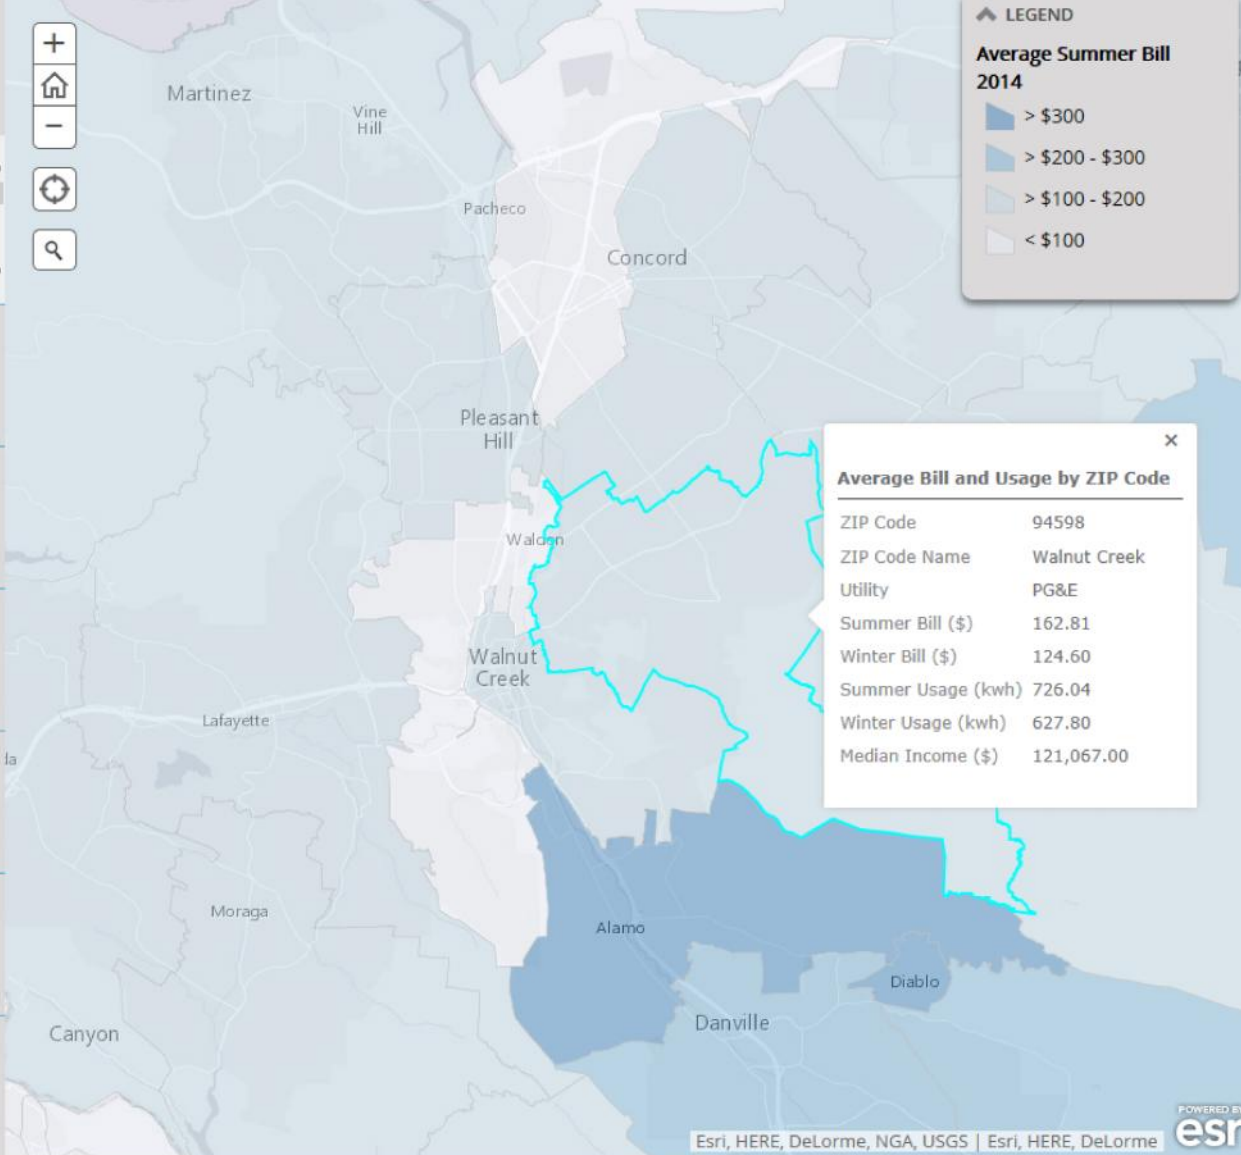 LEGEND
Average Summer Bill
2014
> $300
> $200 - $300
> $100 - $200
< $100
Martinez
Vine
Hill
Pacheco
Concord
Pleasant
Hill
Average Bill and Usage by ZIP Code
ZIP Code 94598
ZIP Code Name Walnut Creek
Utility PG&E
Summer Bill ($) 162.81
Winter Bill ($) 124.60
Summer Usage (kwh) 726.04
Winter Usage (kwh) 627.80
Median Income ($) 121,067.00
Waldon
Walnut
Creek
Lafayette
da
Moraga
Alamo
Diablo
Danville
Canyon
POWERED BY
esri
Esri, HERE, DeLorme, NGA, USGS | Esri, HERE, DeLorme